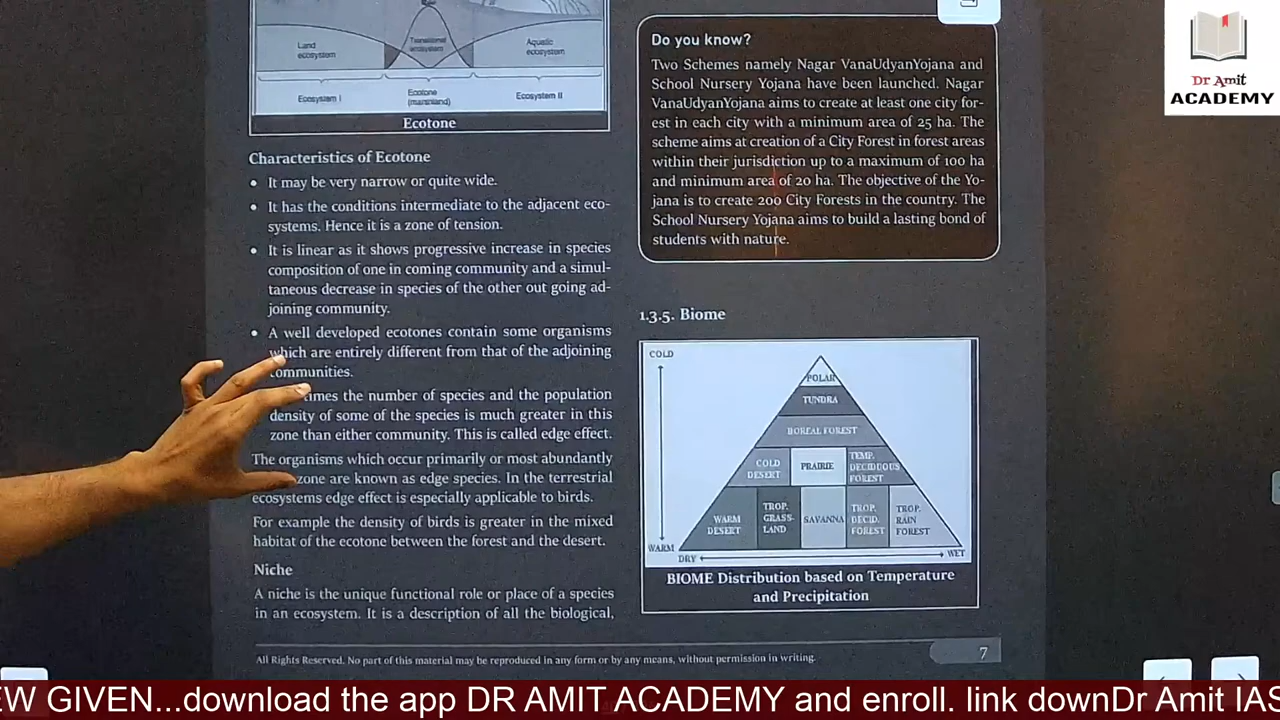 Land
ecosystem
Transitional
ecosystem
Aquatic
ecosystem
Ecosystem I
Ecotone
(marshland)
Ecosystem II
Ecotone
Characteristics of Ecotone
• It may be very narrow or quite wide.
• It has the conditions intermediate to the adjacent eco-
systems. Hence it is a zone of tension.
• It is linear as it shows progressive increase in species
composition of one in coming community and a simul-
taneous decrease in species of the other out going ad-
joining community.
• A well developed ecotones contain some organisms
which are entirely different from that of the adjoining
communities.
times the number of species and the population
density of some of the species is much greater in this
zone than either community. This is called edge effect.
The organisms which occur primarily or most abundantly
zone are known as edge species. In the terrestrial
ecosystems edge effect is especially applicable to birds.
For example the density of birds is greater in the mixed
habitat of the ecotone between the forest and the desert.
Niche
A niche is the unique functional role or place of a species
in an ecosystem. It is a description of all the biological,
Do you know?
Two Schemes namely Nagar VanaUdyanYojana and
School Nursery Yojana have been launched. Nagar
VanaUdyanYojana aims to create at least one city for-
est in each city with a minimum area of 25 ha. The
scheme aims at creation of a City Forest in forest areas
within their jurisdiction up to a maximum of 100 ha
and minimum area of 20 ha. The objective of the Yo-
jana is to create 200 City Forests in the country. The
School Nursery Yojana aims to build a lasting bond of
students with nature.
1.3.5. Biome
COLD
POLAR
TUNDRA
BOREAL FOREST
COLD
DESERT
PRAIRIE
TEMP.
DECIDUOUS
FOREST
WARM
DESERT
TROP.
GRASS-
LAND
SAVANNA
TROP.
DECID.
FOREST
TROP.
RAIN
FOREST
WARM
DRY
WET
BIOME Distribution based on Temperature
and Precipitation
All Rights Reserved. No part of this material may be reproduced in any form or by any means, without permission in writing.
7
Dr Amit
ACADEMY
EW GIVEN...download the app DR AMIT ACADEMY and enroll. link downDr Amit IAS